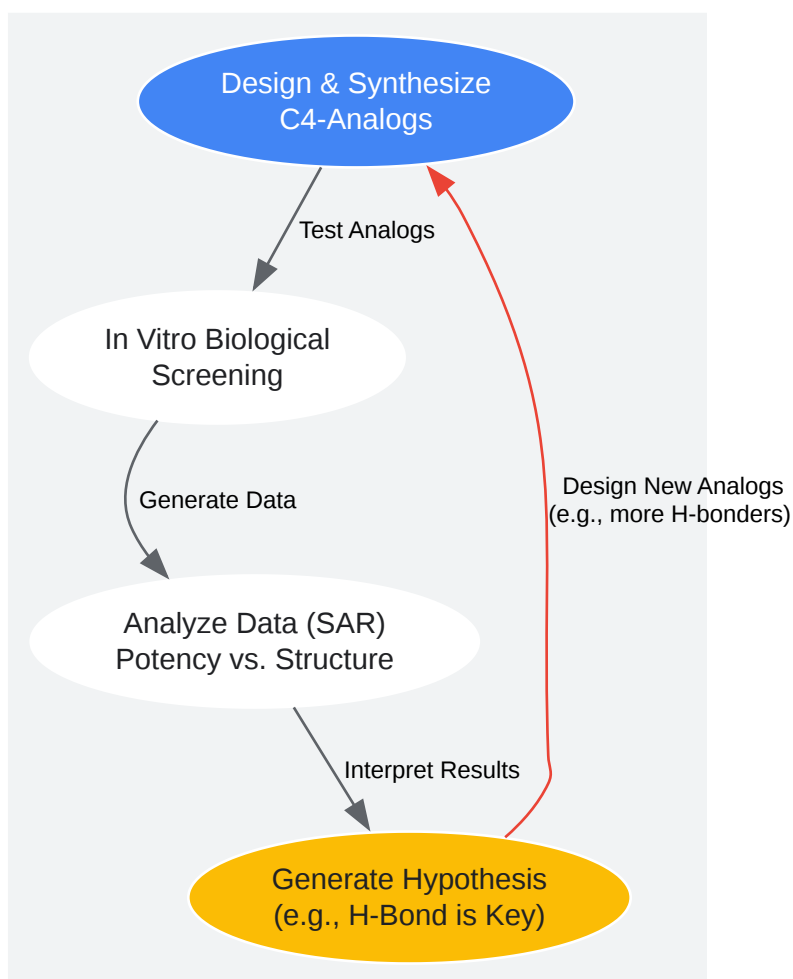 Design & Synthesize
C4-Analogs
Test Analogs
In Vitro Biological
Screening
Design New Analogs
(e.g., more H-bonders)
Generate Data
Analyze Data (SAR)
Potency vs. Structure
Interpret Results
Generate Hypothesis
(e.g., H-Bond is Key)